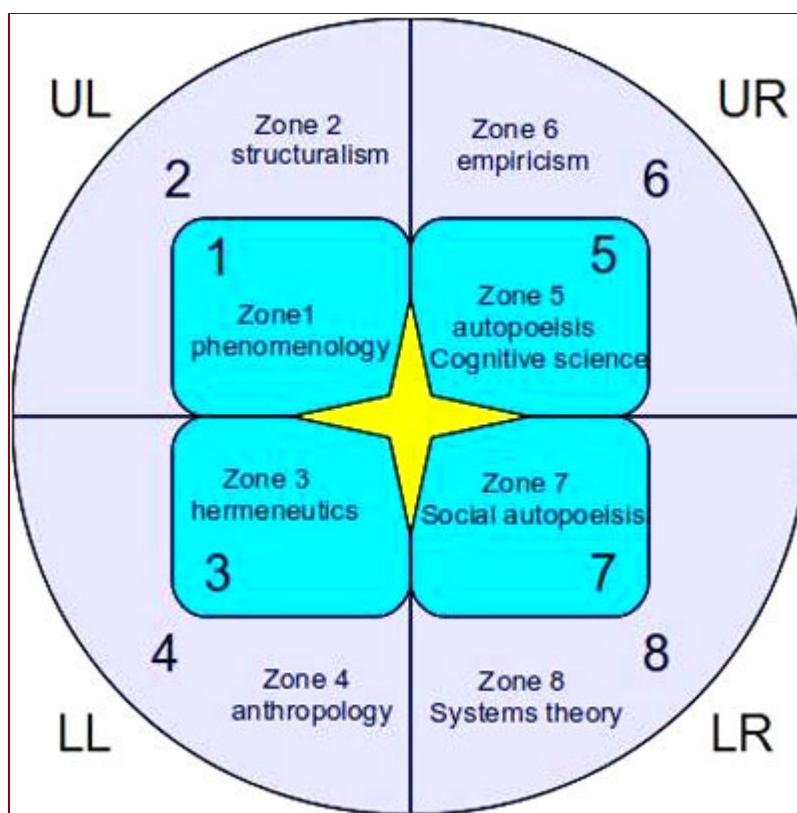 UL
UR
Zone 2
structuralism
2
Zone 6
empiricism
6
1
Zone1
phenomenology
5
Zone 5
autopoeisis
Cognitive science
Zone 3
hermeneutics
3
Zone 7
Social autopoeisis
7
4
Zone 4
anthropology
8
Zone 8
Systems theory
LL
LR